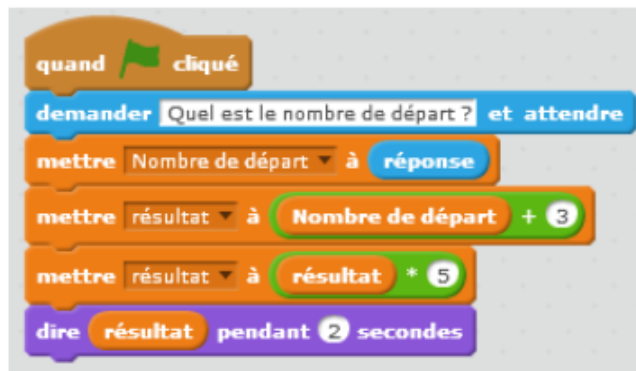 quand cliqué
demander Quel est le nombre de départ ? et attendre
mettre Nombre de départ à réponse
mettre résultat à Nombre de départ + 3
mettre résultat à résultat * 5
dire résultat pendant 2 secondes